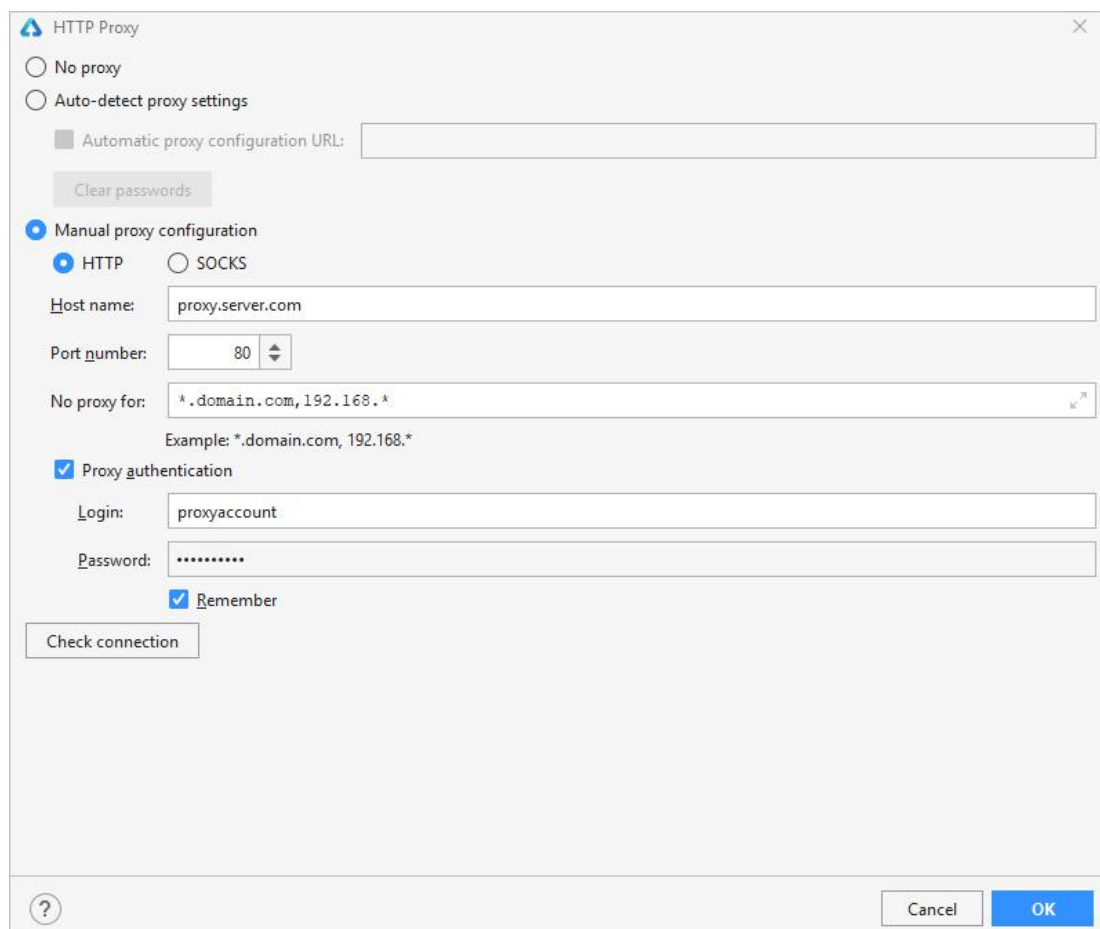 HTTP Proxy
No proxy
Auto-detect proxy settings
Automatic proxy configuration URL:
Clear passwords
Manual proxy configuration
HTTP SOCKS
Host name: proxy.server.com
Port number: 80
No proxy for: *.domain.com,192.168.*
Example: *.domain.com, 192.168.*
Proxy authentication
Login: proxyaccount
Password: ••••••••••
Remember
Check connection
? Cancel OK